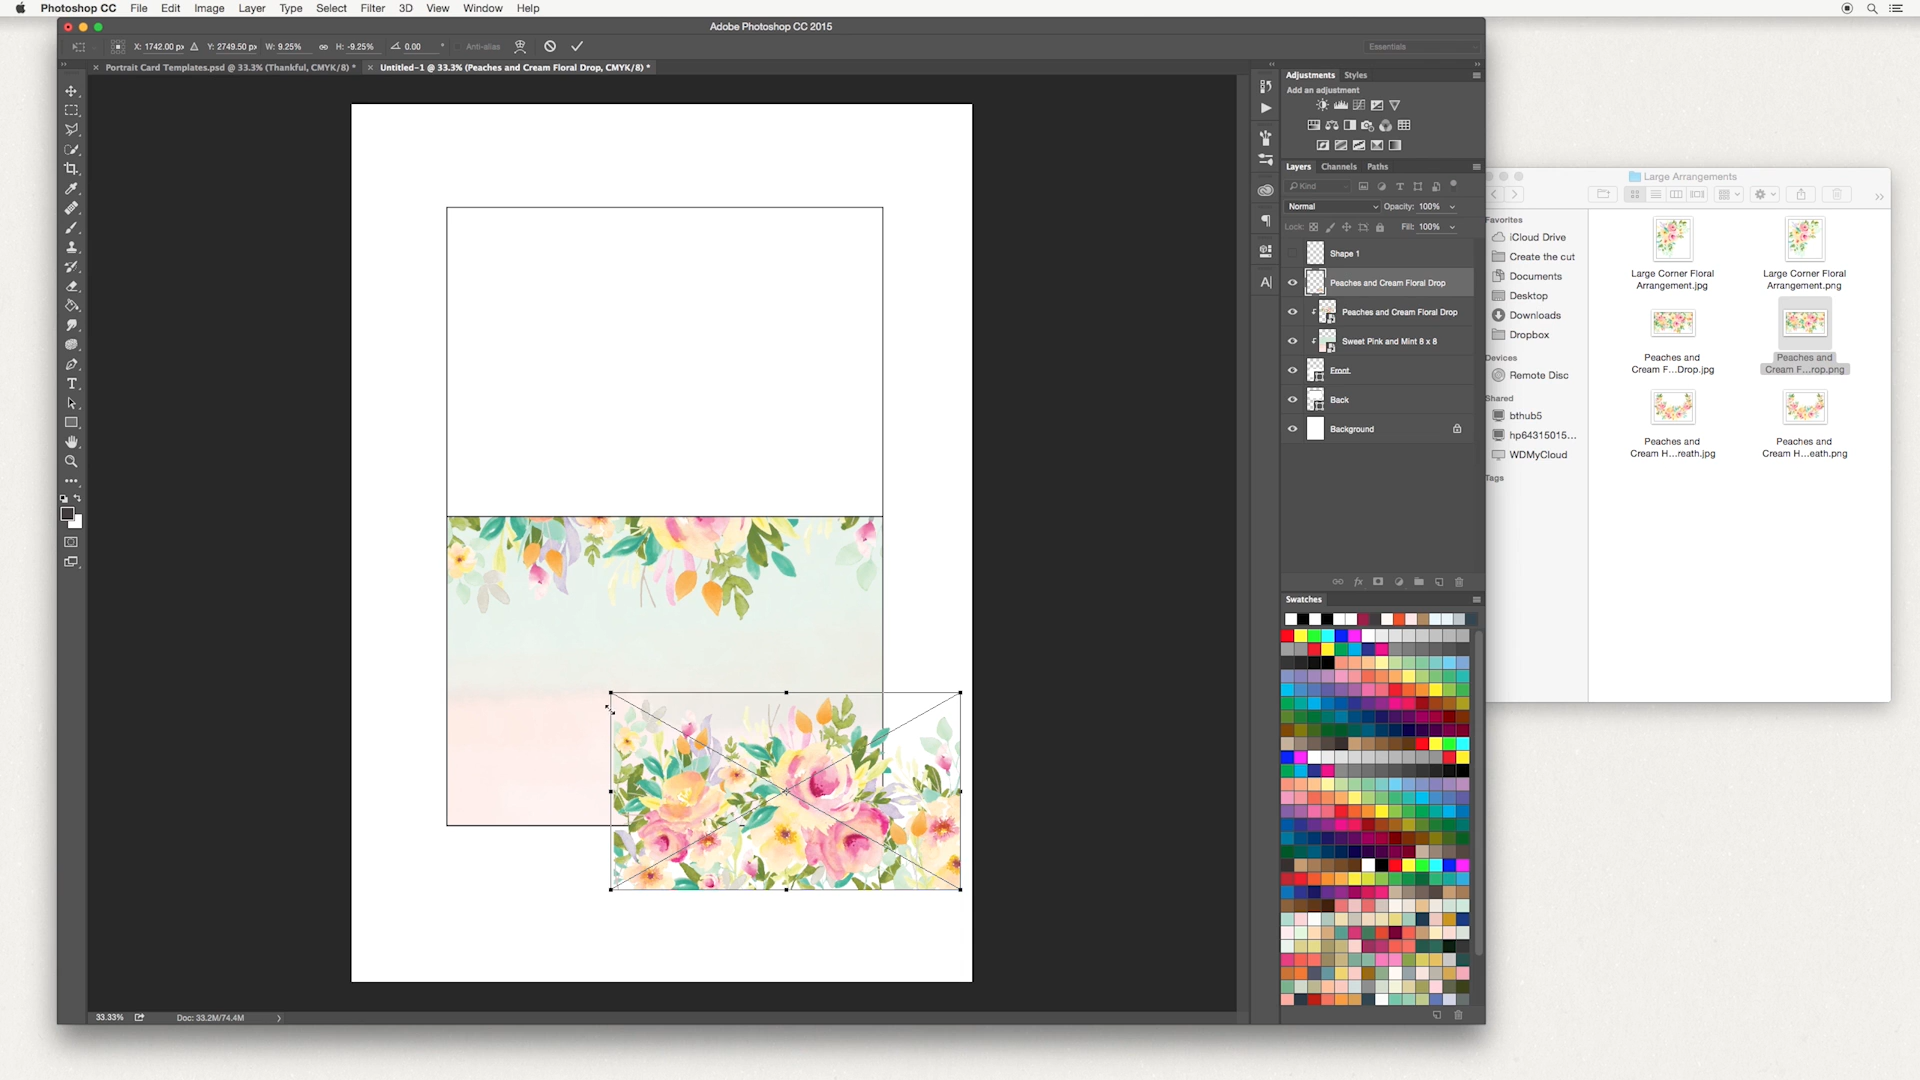 Photoshop CC File Edit Image Layer Type Select Filter 3D View Window Help
Adobe Photoshop CC 2015
X: 1742.00 px Y: 2749.50 px W: 9.25% H: -9.25% 0.00 ° Anti-alias Essentials
× Portrait Card Templates.psd @ 33.3% (Thankful, CMYK/8) * × Untitled-1 @ 33.3% (Peaches and Cream Floral Drop, CMYK/8) *
Adjustments Styles
Add an adjustment
Layers Channels Paths
Kind
Normal Opacity: 100%
Lock: Fill: 100%
Shape 1
Peaches and Cream Floral Drop
Peaches and Cream Floral Drop
Sweet Pink and Mint 8 x 8
Front
Back
Background
Swatches
33.33% Doc: 33.2M/74.4M
Large Arrangements
Favorites
iCloud Drive
Create the cut
Documents
Desktop
Downloads
Dropbox
Devices
Remote Disc
Shared
bthub5
hp64315015...
WDMyCloud
Tags
Large Corner Floral
Arrangement.jpg
Large Corner Floral
Arrangement.png
Peaches and
Cream F...Drop.jpg
Peaches and
Cream F...rop.png
Peaches and
Cream H...reath.jpg
Peaches and
Cream H...eath.png